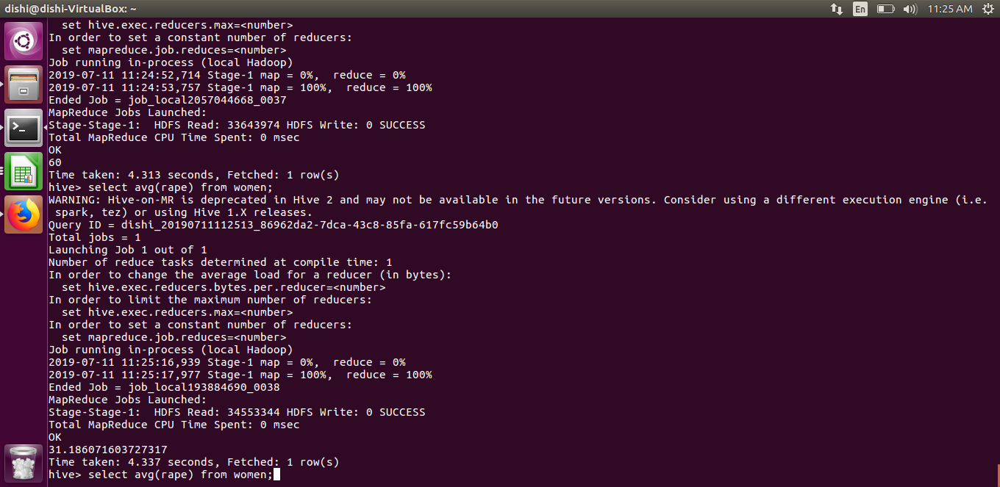 dishi@dishi-VirtualBox: ~
En
11:25 AM
set hive.exec.reducers.max=<number>
In order to set a constant number of reducers:
set mapreduce.job.reduces=<number>
Job running in-process (local Hadoop)
2019-07-11 11:24:52,714 Stage-1 map = 0%,  reduce = 0%
2019-07-11 11:24:53,757 Stage-1 map = 100%,  reduce = 100%
Ended Job = job_local2057044668_0037
MapReduce Jobs Launched:
Stage-Stage-1:  HDFS Read: 33643974 HDFS Write: 0 SUCCESS
Total MapReduce CPU Time Spent: 0 msec
OK
60
Time taken: 4.313 seconds, Fetched: 1 row(s)
hive> select avg(rape) from women;
WARNING: Hive-on-MR is deprecated in Hive 2 and may not be available in the future versions. Consider using a different execution engine (i.e.
spark, tez) or using Hive 1.X releases.
Query ID = dishi_20190711112513_86962da2-7dca-43c8-85fa-617fc59b64b0
Total jobs = 1
Launching Job 1 out of 1
Number of reduce tasks determined at compile time: 1
In order to change the average load for a reducer (in bytes):
set hive.exec.reducers.bytes.per.reducer=<number>
In order to limit the maximum number of reducers:
set hive.exec.reducers.max=<number>
In order to set a constant number of reducers:
set mapreduce.job.reduces=<number>
Job running in-process (local Hadoop)
2019-07-11 11:25:16,939 Stage-1 map = 0%,  reduce = 0%
2019-07-11 11:25:17,977 Stage-1 map = 100%,  reduce = 100%
Ended Job = job_local193884690_0038
MapReduce Jobs Launched:
Stage-Stage-1:  HDFS Read: 34553344 HDFS Write: 0 SUCCESS
Total MapReduce CPU Time Spent: 0 msec
OK
31.186071603727317
Time taken: 4.337 seconds, Fetched: 1 row(s)
hive> select avg(rape) from women;